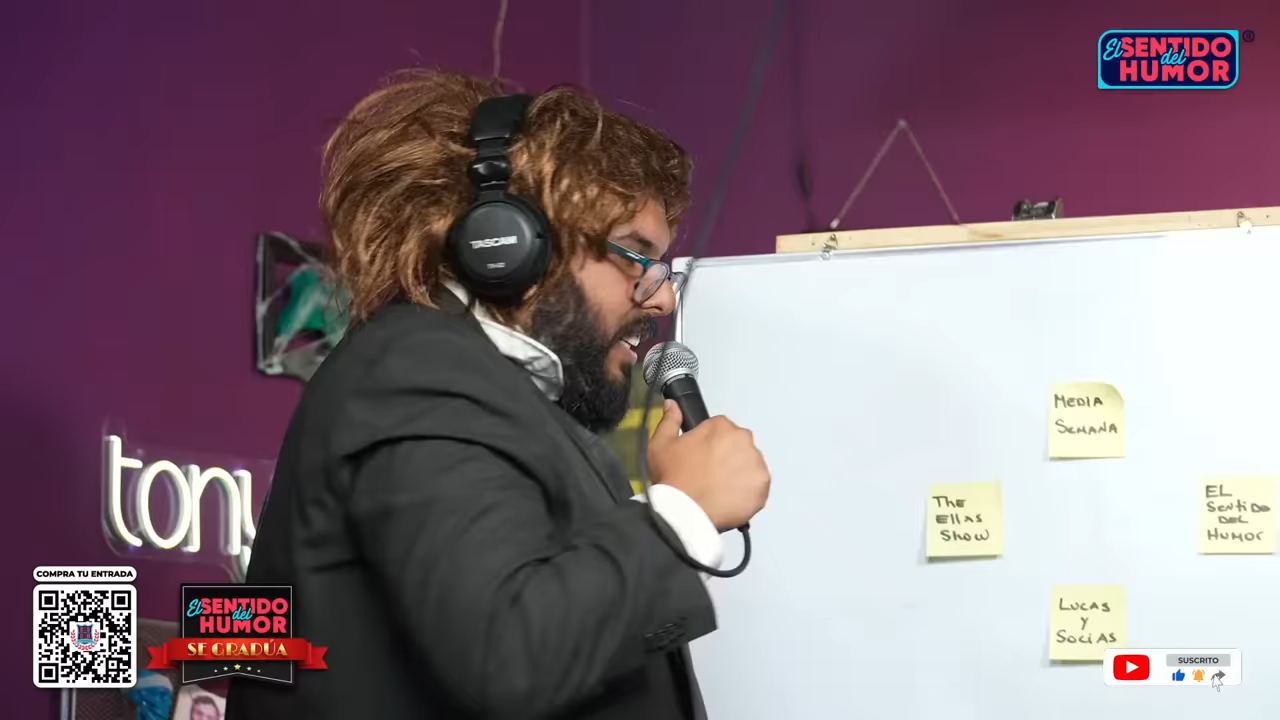 El SENTIDO
del
HUMOR
®
TASCAM
MEDIA
SEMANA
The
Ellas
Show
EL
SENTIDO
DEL
HUMOR
LUCAS
Y
SOCIAS
tony
COMPRA TU ENTRADA
El SENTIDO
del
HUMOR
SE GRADÚA
SUSCRITO